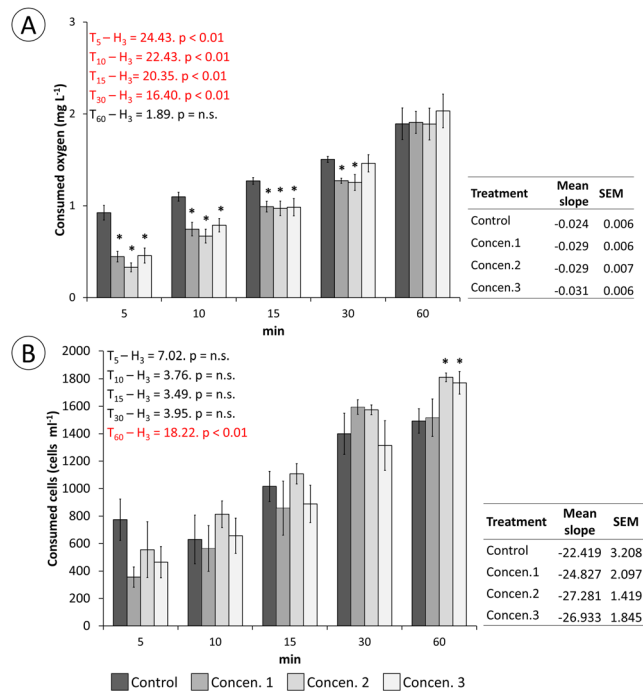 A
T5 – H3 = 24.43. p < 0.01
T10 – H3 = 22.43. p < 0.01
T15 – H3 = 20.35. p < 0.01
T30 – H3 = 16.40. p < 0.01
T60 – H3 = 1.89. p = n.s.
Consumed oxygen (mg L-1)
3
2
1
0
* * *
* * *
* * *
* *
5 10 15 30 60
min
Treatment Mean slope SEM
Control -0.024 0.006
Concen.1 -0.029 0.006
Concen.2 -0.029 0.007
Concen.3 -0.031 0.006
B
T5 – H3 = 7.02. p = n.s.
T10 – H3 = 3.76. p = n.s.
T15 – H3 = 3.49. p = n.s.
T30 – H3 = 3.95. p = n.s.
T60 – H3 = 18.22. p < 0.01
Consumed cells (cells ml-1)
2000
1800
1600
1400
1200
1000
800
600
400
200
0
* *
5 10 15 30 60
min
Treatment Mean slope SEM
Control -22.419 3.208
Concen.1 -24.827 2.097
Concen.2 -27.281 1.419
Concen.3 -26.933 1.845
Control Concen. 1 Concen. 2 Concen. 3